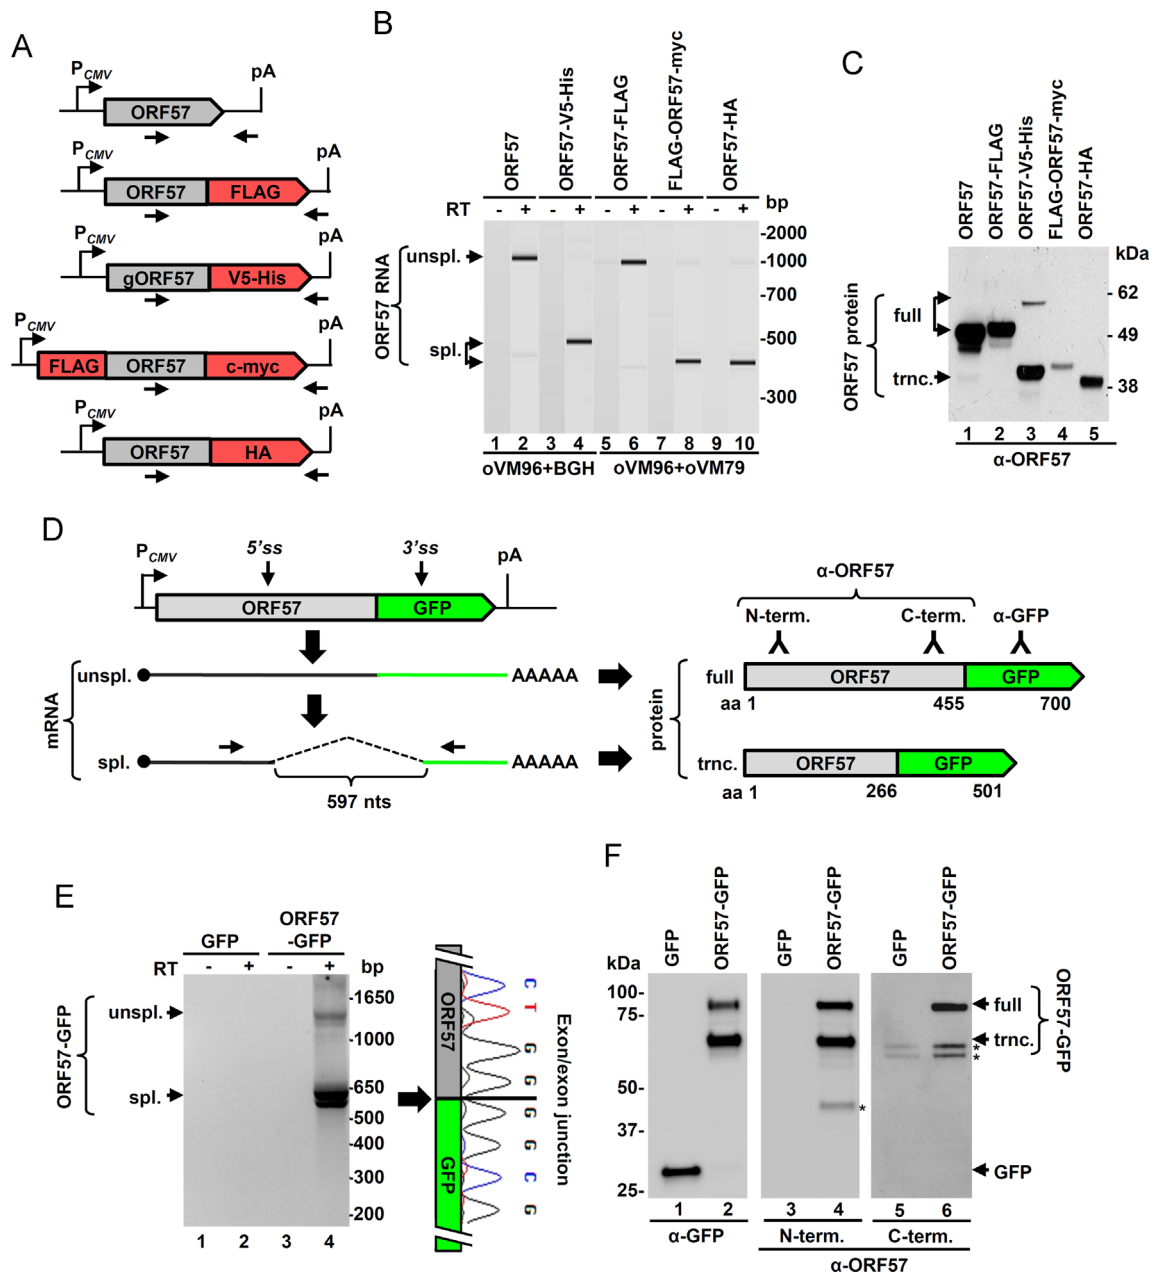 A
P CMV
pA
ORF57
P CMV
pA
ORF57 FLAG
P CMV
pA
gORF57 V5-His
P CMV
pA
FLAG ORF57 c-myc
P CMV
pA
ORF57 HA
B
ORF57
ORF57-V5-His
ORF57-FLAG
FLAG-ORF57-myc
ORF57-HA
RT - + - + - + - + - + bp
ORF57 RNA
unspl.
spl.
-2000
-1000
-700
-500
-300
1 2 3 4 5 6 7 8 9 10
oVM96+BGH oVM96+oVM79
C
ORF57
ORF57-FLAG
ORF57-V5-His
FLAG-ORF57-myc
ORF57-HA
kDa
ORF57 protein
full
trnc.
- 62
- 49
- 38
1 2 3 4 5
α-ORF57
D
P CMV
5'ss
3'ss
pA
ORF57 GFP
mRNA
unspl. AAAAA
spl. AAAAA
597 nts
α-ORF57
N-term. C-term. α-GFP
protein
full ORF57 GFP
aa 1 455 700
trnc. ORF57 GFP
aa 1 266 501
E
GFP
ORF57
-GFP
RT - + - + bp
ORF57-GFP
unspl.
spl.
-1650
-1000
-650
-500
-400
-300
-200
1 2 3 4
ORF57
GFP
C T G G G G C G
Exon/exon junction
F
GFP
ORF57-GFP
GFP
ORF57-GFP
GFP
ORF57-GFP
kDa
100-
75-
50-
37-
25-
*
*
*
full
trnc.
GFP
ORF57-GFP
1 2 3 4 5 6
α-GFP N-term. C-term.
α-ORF57